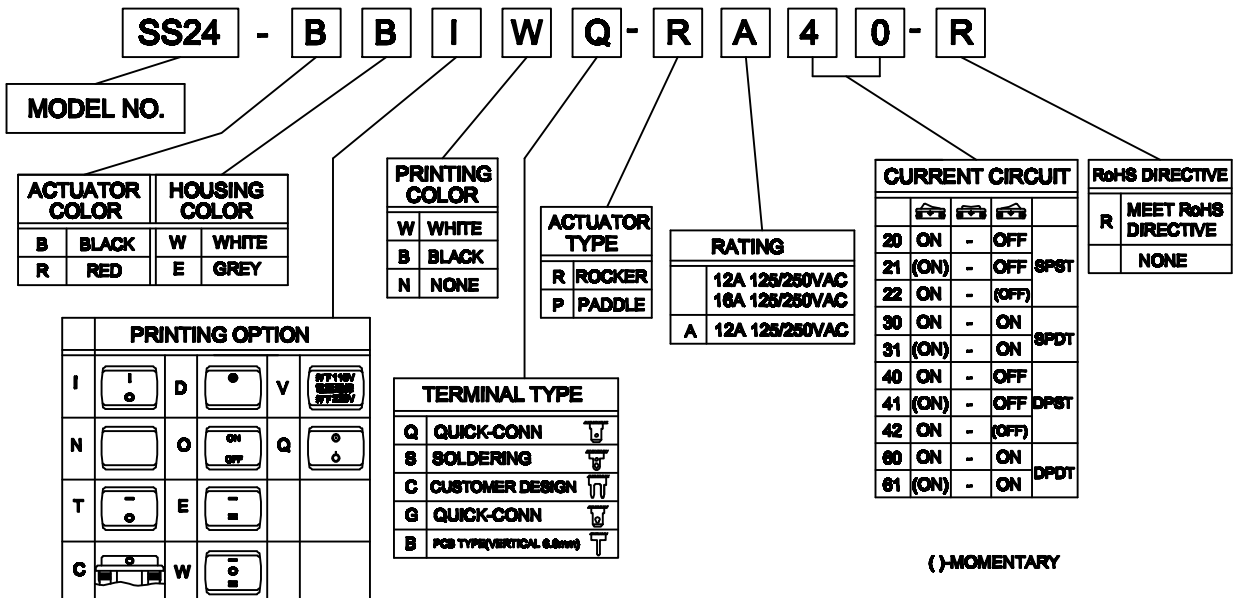 SS24 - B B I W Q - R A 4 0 - R
MODEL NO.
ACTUATOR COLOR
B BLACK
R RED
HOUSING COLOR
W WHITE
E GREY
PRINTING COLOR
W WHITE
B BLACK
N NONE
ACTUATOR TYPE
R ROCKER
P PADDLE
RATING
12A 125/250VAC
16A 125/250VAC
A 12A 125/250VAC
CURRENT CIRCUIT
20 ON - OFF
21 (ON) - OFF SPST
22 ON - (OFF)
30 ON - ON
31 (ON) - ON SPDT
40 ON - OFF
41 (ON) - OFF DPST
42 ON - (OFF)
60 ON - ON
61 (ON) - ON DPDT
RoHS DIRECTIVE
R MEET RoHS DIRECTIVE
NONE
PRINTING OPTION
I D V
N O ON OFF Q
T E
C W
TERMINAL TYPE
Q QUICK-CONN
S SOLDERING
C CUSTOMER DESIGN
G QUICK-CONN
B PCB TYPE(VERTICAL 6.8mm)
( )-MOMENTARY